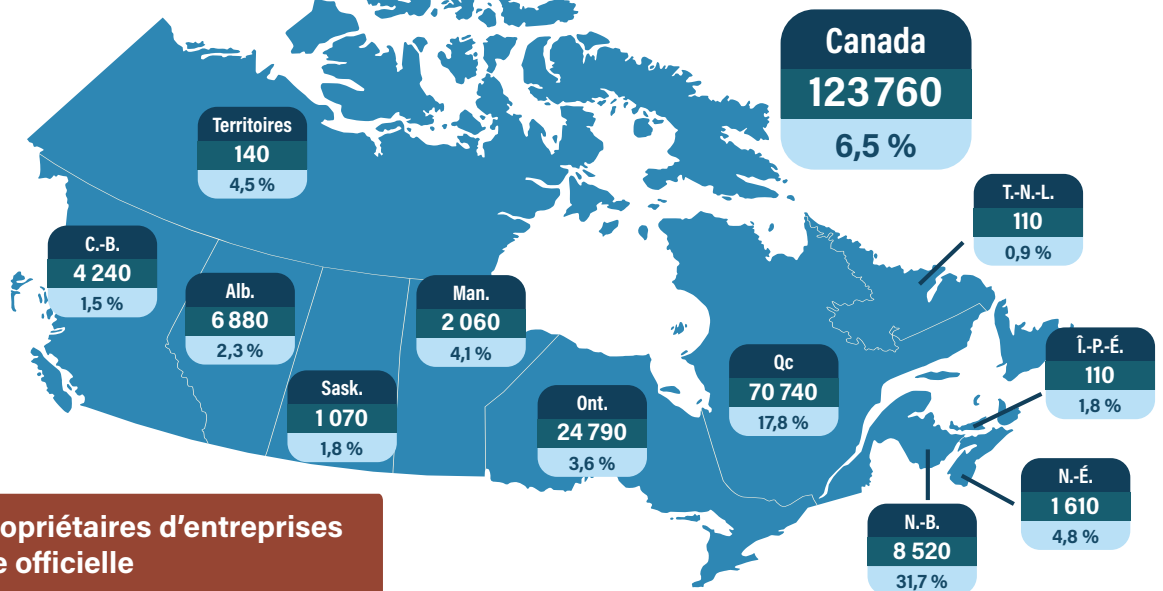 Canada
123 760
6,5 %
Territoires
140
4,5 %
T.-N.-L.
110
0,9 %
C.-B.
4 240
1,5 %
Alb.
6 880
2,3 %
Man.
2 060
4,1 %
Sask.
1 070
1,8 %
Ont.
24 790
3,6 %
Qc
70 740
17,8 %
Î.-P.-É.
110
1,8 %
N.-É.
1 610
4,8 %
N.-B.
8 520
31,7 %
opriétaires d’entreprises
e officielle